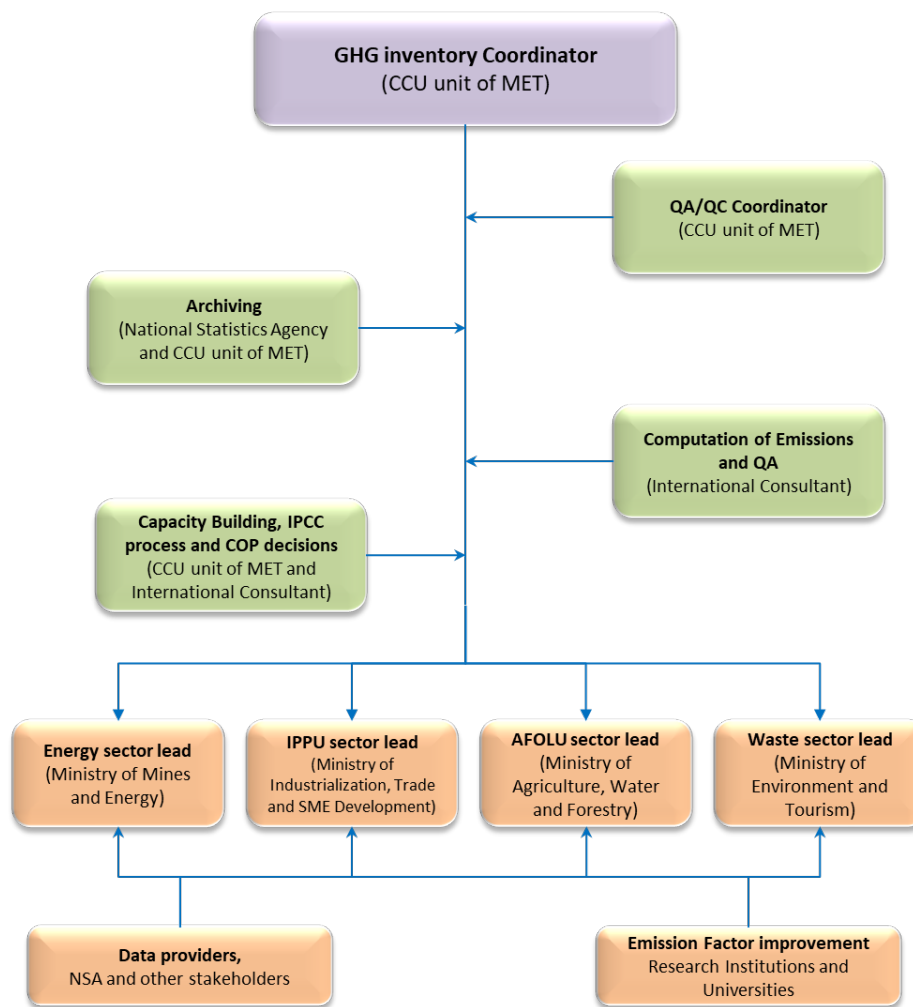 GHG inventory Coordinator
(CCU unit of MET)
QA/QC Coordinator
(CCU unit of MET)
Archiving
(National Statistics Agency
and CCU unit of MET)
Computation of Emissions
and QA
(International Consultant)
Capacity Building, IPCC
process and COP decisions
(CCU unit of MET and
International Consultant)
Energy sector lead
(Ministry of Mines
and Energy)
IPPU sector lead
(Ministry of
Industrialization, Trade
and SME Development)
AFOLU sector lead
(Ministry of
Agriculture, Water
and Forestry)
Waste sector lead
(Ministry of
Environment and
Tourism)
Data providers,
NSA and other stakeholders
Emission Factor improvement
Research Institutions and
Universities